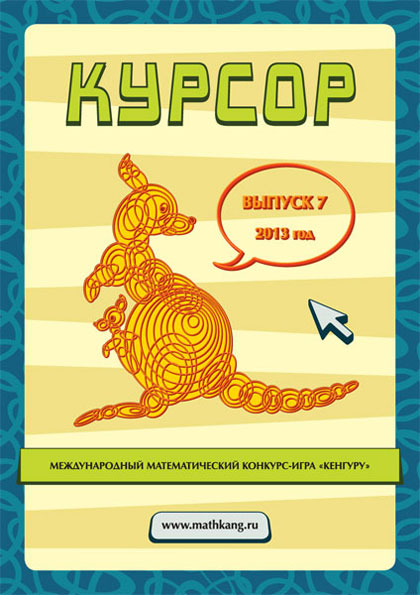 КУРСОР
ВЫПУСК 7
2013 год
МЕЖДУНАРОДНЫЙ МАТЕМАТИЧЕСКИЙ КОНКУРС-ИГРА «КЕНГУРУ»
www.mathkang.ru